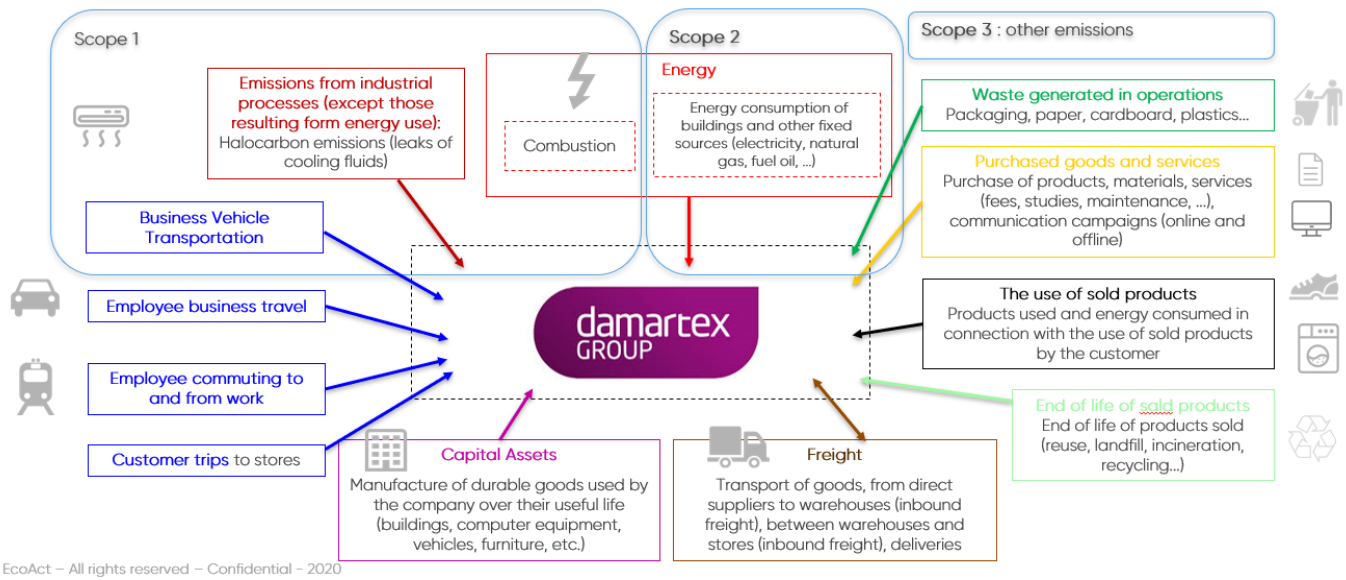 Scope 1
Scope 2
Scope 3 : other emissions
Emissions from industrial
processes (except those
resulting form energy use):
Halocarbon emissions (leaks of
cooling fluids)
Energy
Combustion
Energy consumption of
buildings and other fixed
sources (electricity, natural
gas, fuel oil, ...)
Waste generated in operations
Packaging, paper, cardboard, plastics...
Purchased goods and services
Purchase of products, materials, services
(fees, studies, maintenance, ...),
communication campaigns (online and
offline)
Business Vehicle
Transportation
Employee business travel
Employee commuting to
and from work
Customer trips to stores
damartex
GROUP
The use of sold products
Products used and energy consumed in
connection with the use of sold products
by the customer
End of life of sald products
End of life of products sold
(reuse, landfill, incineration,
recycling...)
Capital Assets
Manufacture of durable goods used by
the company over their useful life
(buildings, computer equipment,
vehicles, furniture, etc.)
Freight
Transport of goods, from direct
suppliers to warehouses (inbound
freight), between warehouses and
stores (inbound freight), deliveries
EcoAct – All rights reserved – Confidential - 2020